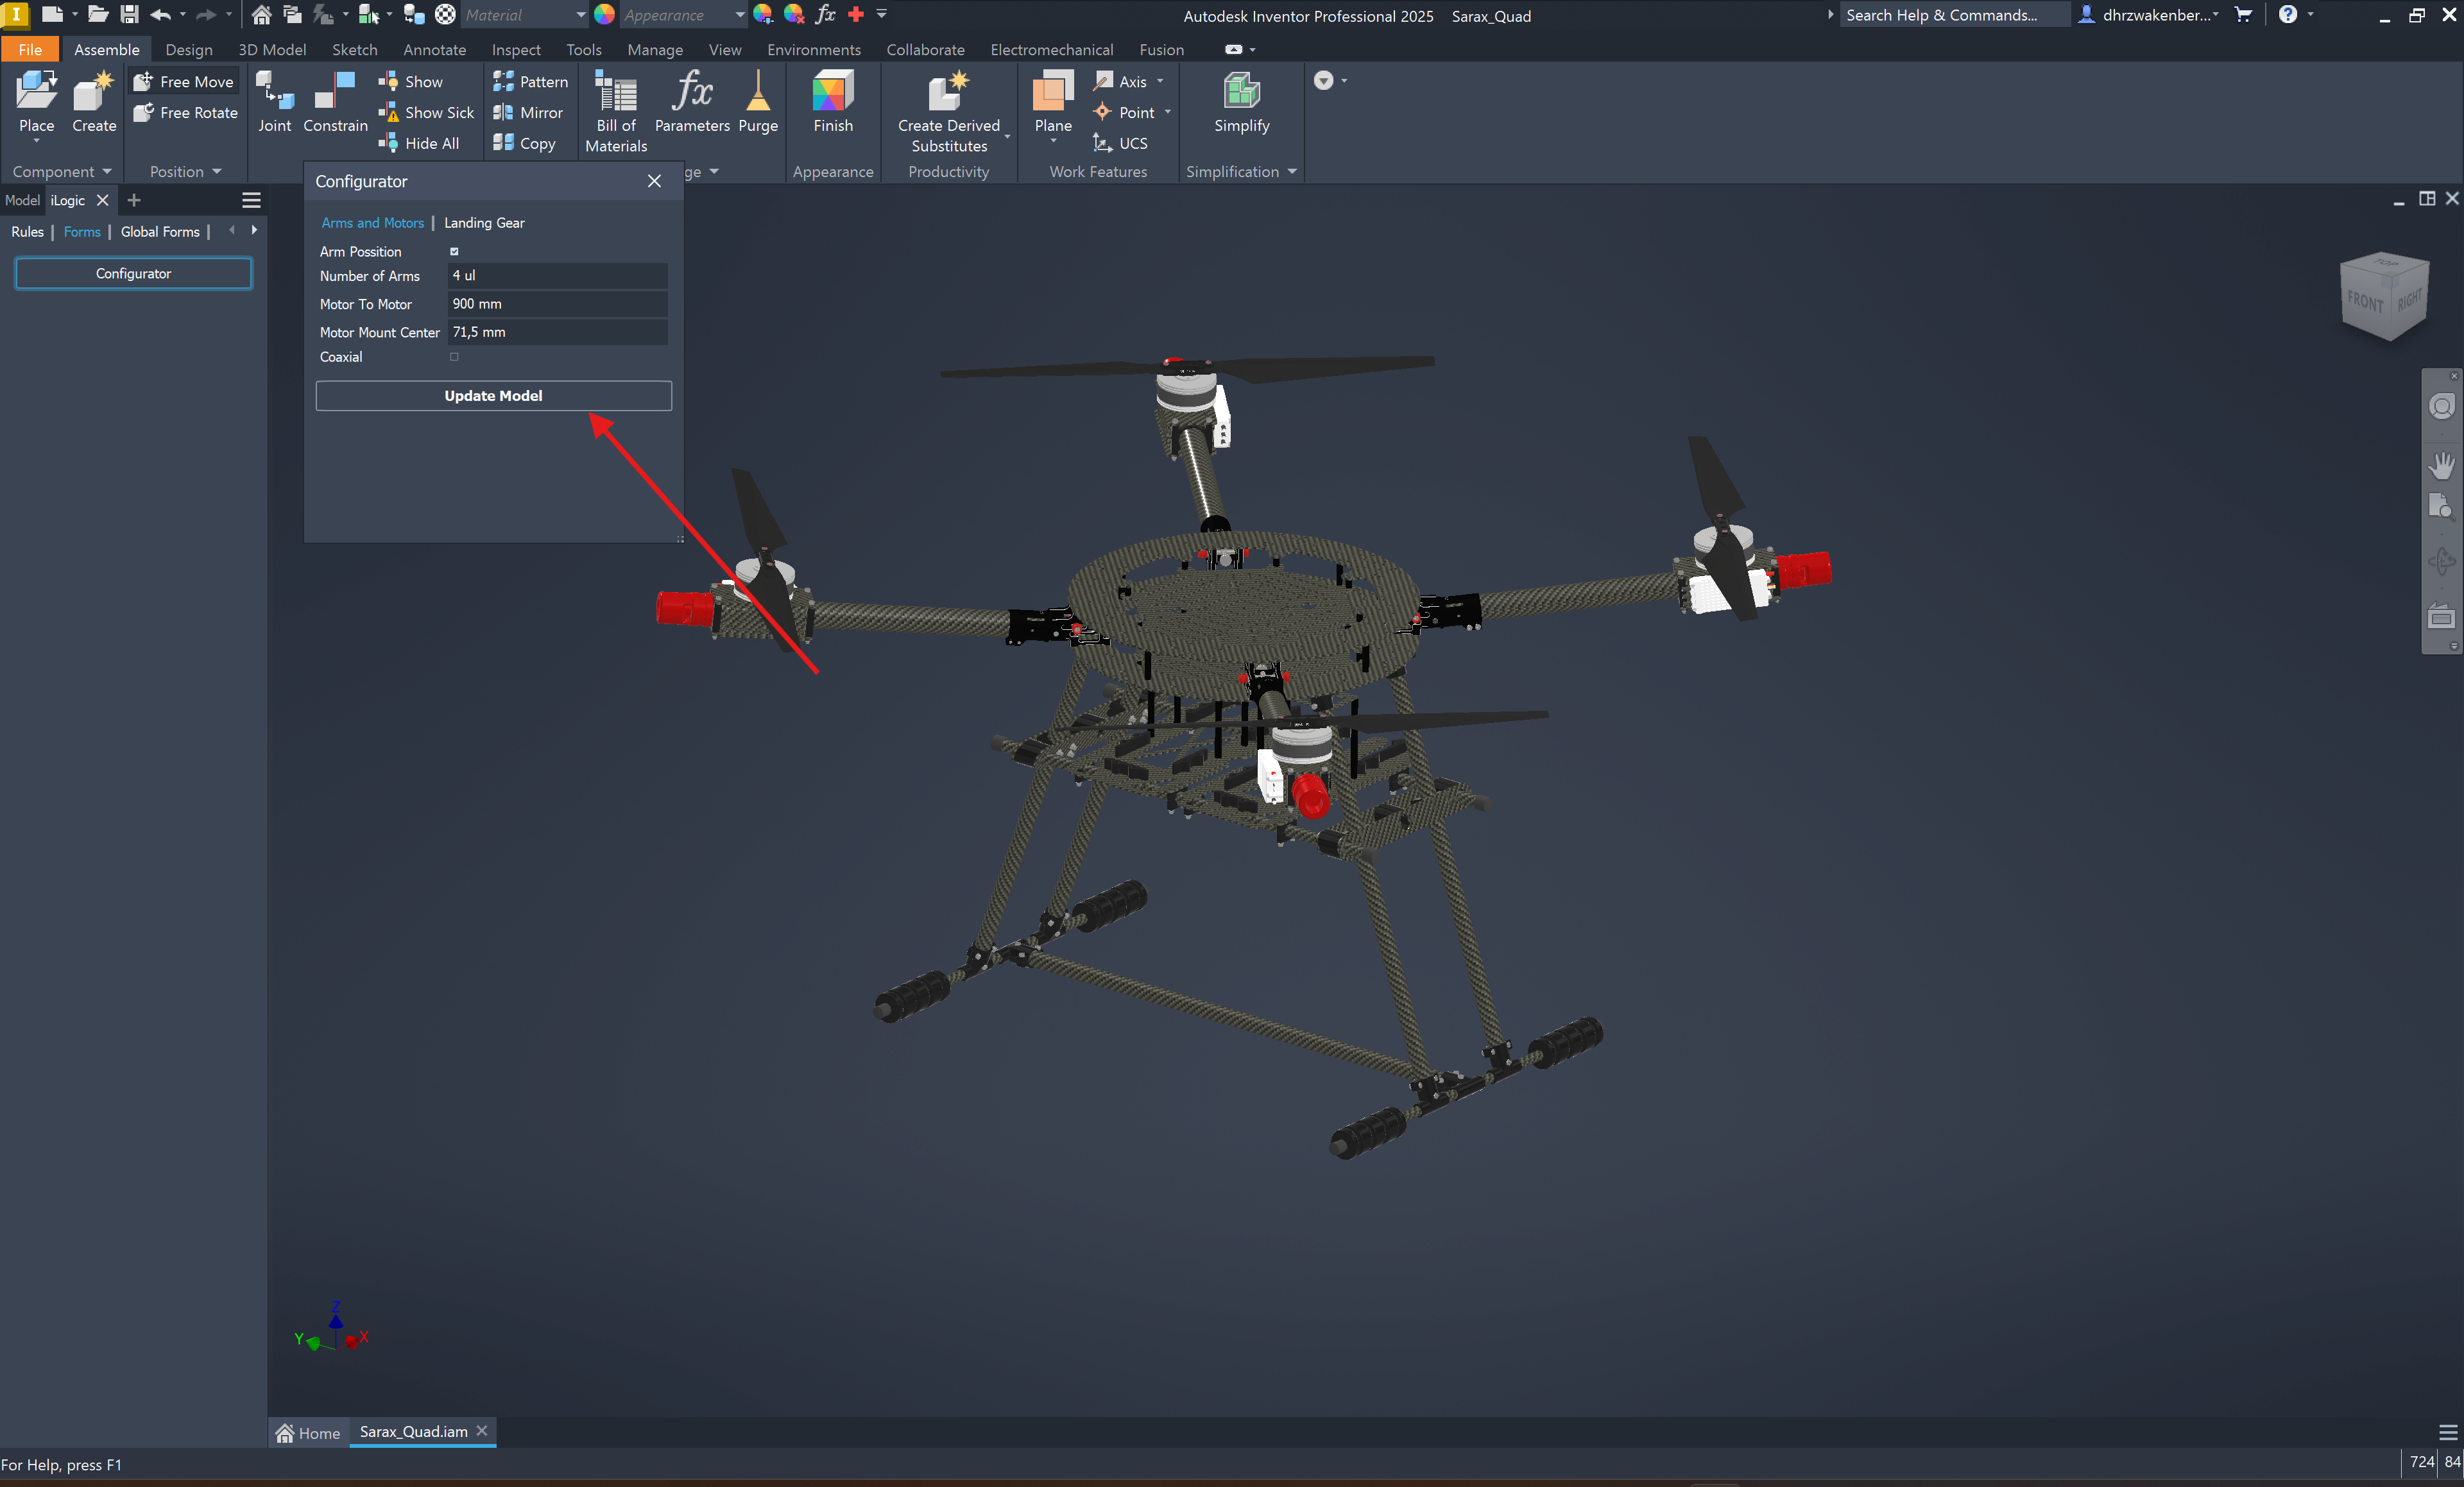 Material
Appearance
Autodesk Inventor Professional 2025 Sarax_Quad
Search Help & Commands...
dhrzwakenber...
File Assemble Design 3D Model Sketch Annotate Inspect Tools Manage View Environments Collaborate Electromechanical Fusion
Place
Create
Free Move
Free Rotate
Joint
Constrain
Show
Show Sick
Hide All
Pattern
Mirror
Copy
Bill of
Materials
Parameters
Purge
Finish
Create Derived
Substitutes
Plane
Axis
Point
UCS
Simplify
Component
Position
ge
Appearance
Productivity
Work Features
Simplification
Model iLogic
Rules | Forms | Global Forms |
Configurator
Configurator
Arms and Motors | Landing Gear
Arm Possition
Number of Arms 4 ul
Motor To Motor 900 mm
Motor Mount Center 71,5 mm
Coaxial
Update Model
TOP
FRONT
RIGHT
Z
Y
X
Home
Sarax_Quad.iam
For Help, press F1
724 84